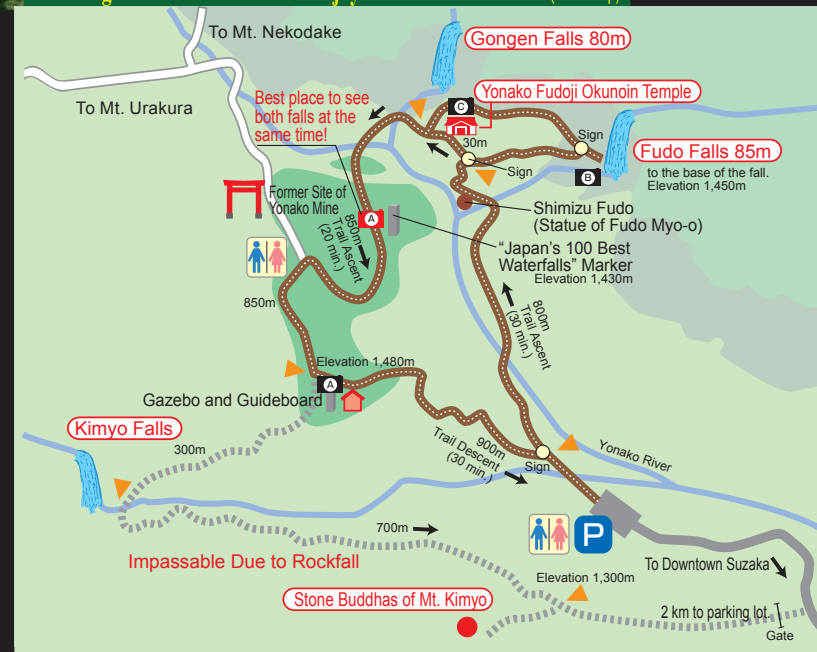 To Mt. Nekodake
Gongen Falls 80m
To Mt. Urakura
Best place to see
both falls at the
same time!
C
Yonako Fudoji Okunoin Temple
30m
Sign
Sign
Fudo Falls 85m
to the base of the fall.
Elevation 1,450m
B
Former Site of
Yonako Mine
A
850m
Trail Ascent
(20 min.)
Shimizu Fudo
(Statue of Fudo Myo-o)
“Japan’s 100 Best
Waterfalls” Marker
Elevation 1,430m
850m
800m
Trail Ascent
(30 min.)
Elevation 1,480m
A
Gazebo and Guideboard
Kimyo Falls
300m
900m
Trail Descent
(30 min.)
Sign
Yonako River
700m
P
Impassable Due to Rockfall
To Downtown Suzaka
Elevation 1,300m
Stone Buddhas of Mt. Kimyo
2 km to parking lot.
Gate